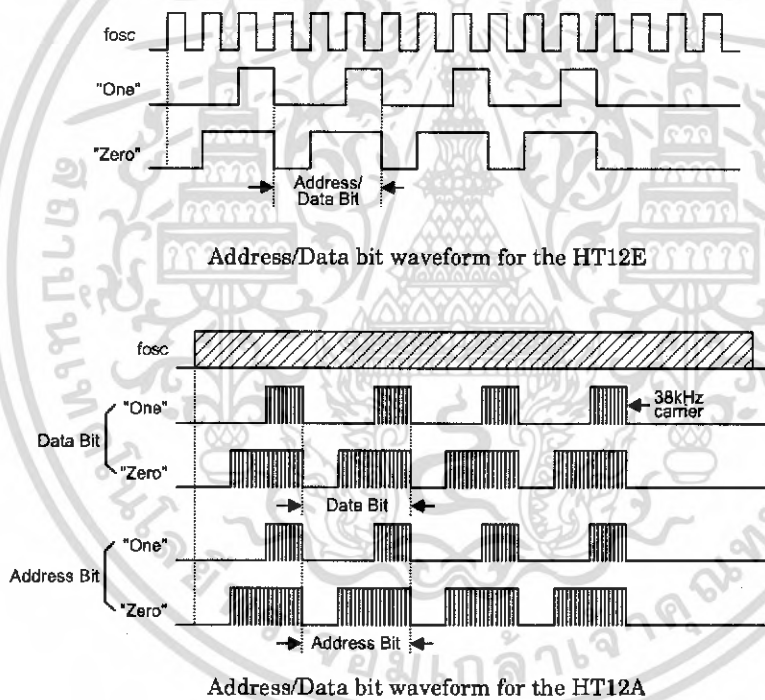 fosc
"One"
"Zero"
Address/
Data Bit
Address/Data bit waveform for the HT12E
fosc
"One"
38kHz
carrier
Data Bit
"Zero"
Data Bit
"One"
Address Bit
"Zero"
Address Bit
Address/Data bit waveform for the HT12A